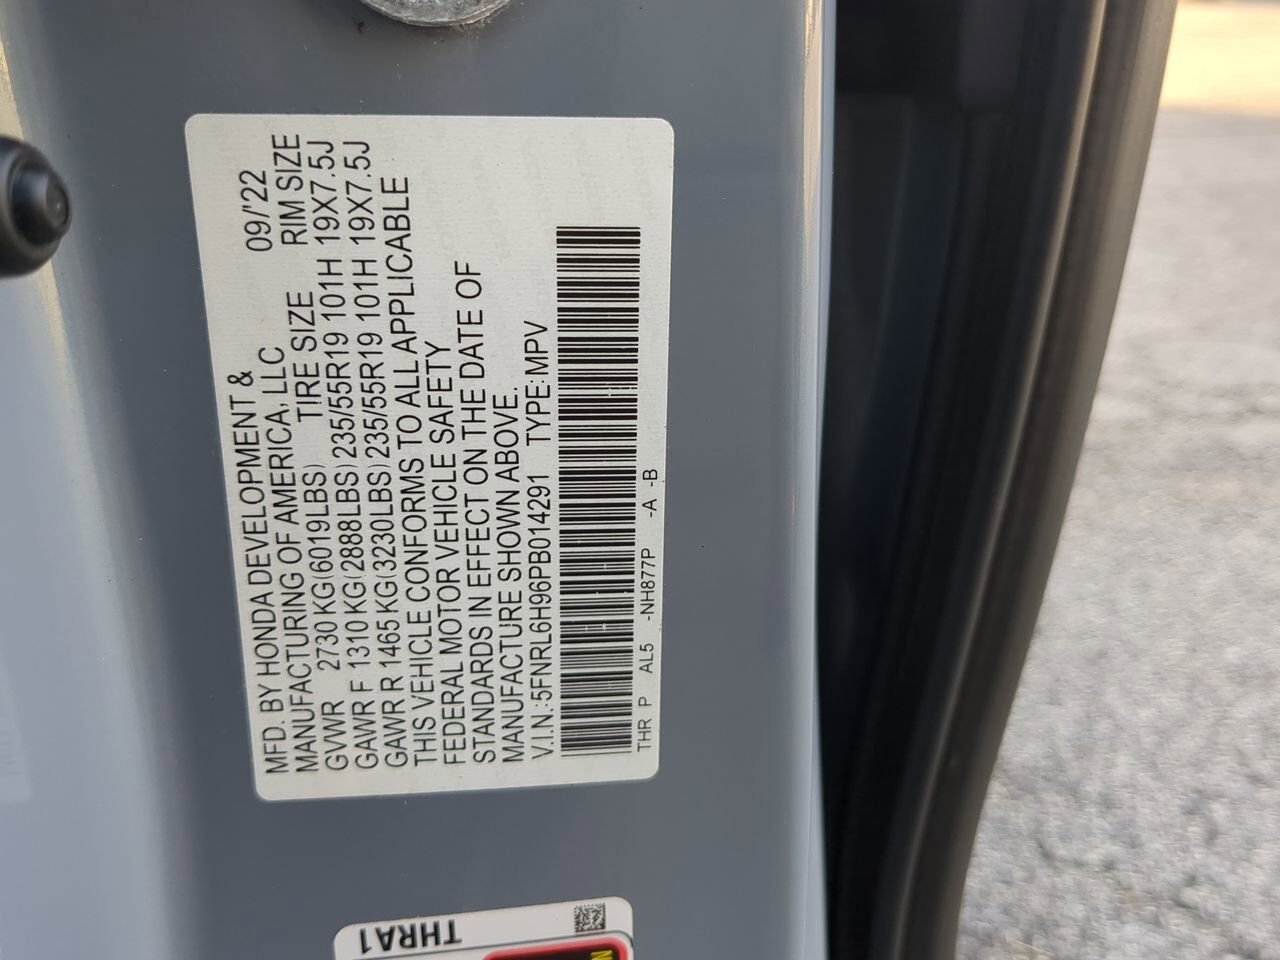 MFD. BY HONDA DEVELOPMENT &
MANUFACTURING OF AMERICA, LLC 09/'22
GVWR 2730 KG(6019LBS) TIRE SIZE RIM SIZE
GAWR F 1310 KG(2888LBS) 235/55R19 101H 19X7.5J
GAWR R 1465 KG(3230LBS) 235/55R19 101H 19X7.5J
THIS VEHICLE CONFORMS TO ALL APPLICABLE
FEDERAL MOTOR VEHICLE SAFETY
STANDARDS IN EFFECT ON THE DATE OF
MANUFACTURE SHOWN ABOVE.
V.I.N.:5FNRL6H96PB014291 TYPE:MPV
THR P AL5 -NH877P -A -B
THRA1